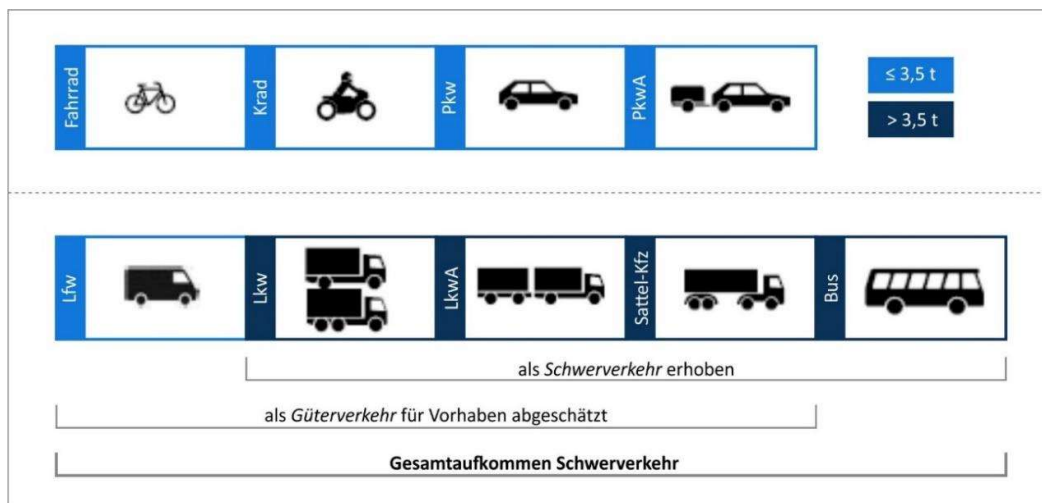 Fahrrad
Krad
Pkw
PkwA
≤ 3,5 t
> 3,5 t
Lfw
Lkw
LkwA
Sattel-Kfz
Bus
als Schwerverkehr erhoben
als Güterverkehr für Vorhaben abgeschätzt
Gesamtaufkommen Schwerverkehr